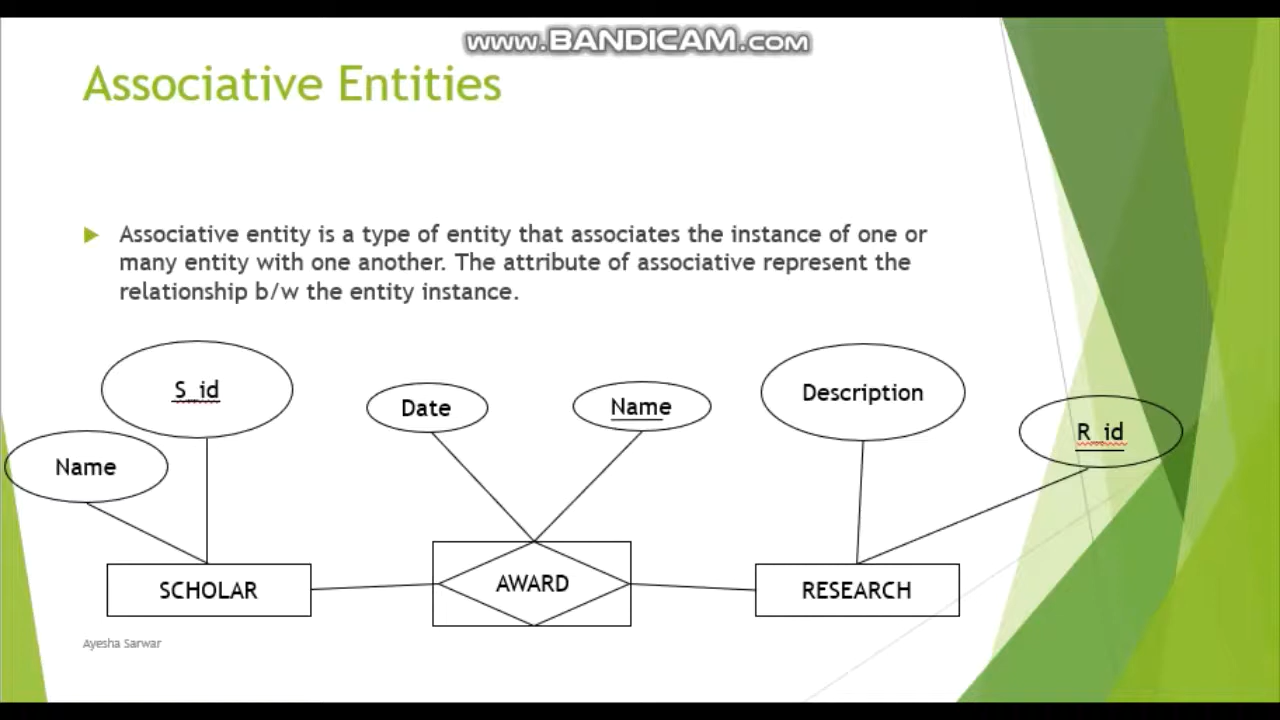 www.BANDICAM.com
Associative Entities
Associative entity is a type of entity that associates the instance of one or
many entity with one another. The attribute of associative represent the
relationship b/w the entity instance.
S_id
Name
Date
Name
Description
R_id
SCHOLAR
AWARD
RESEARCH
Ayesha Sarwar